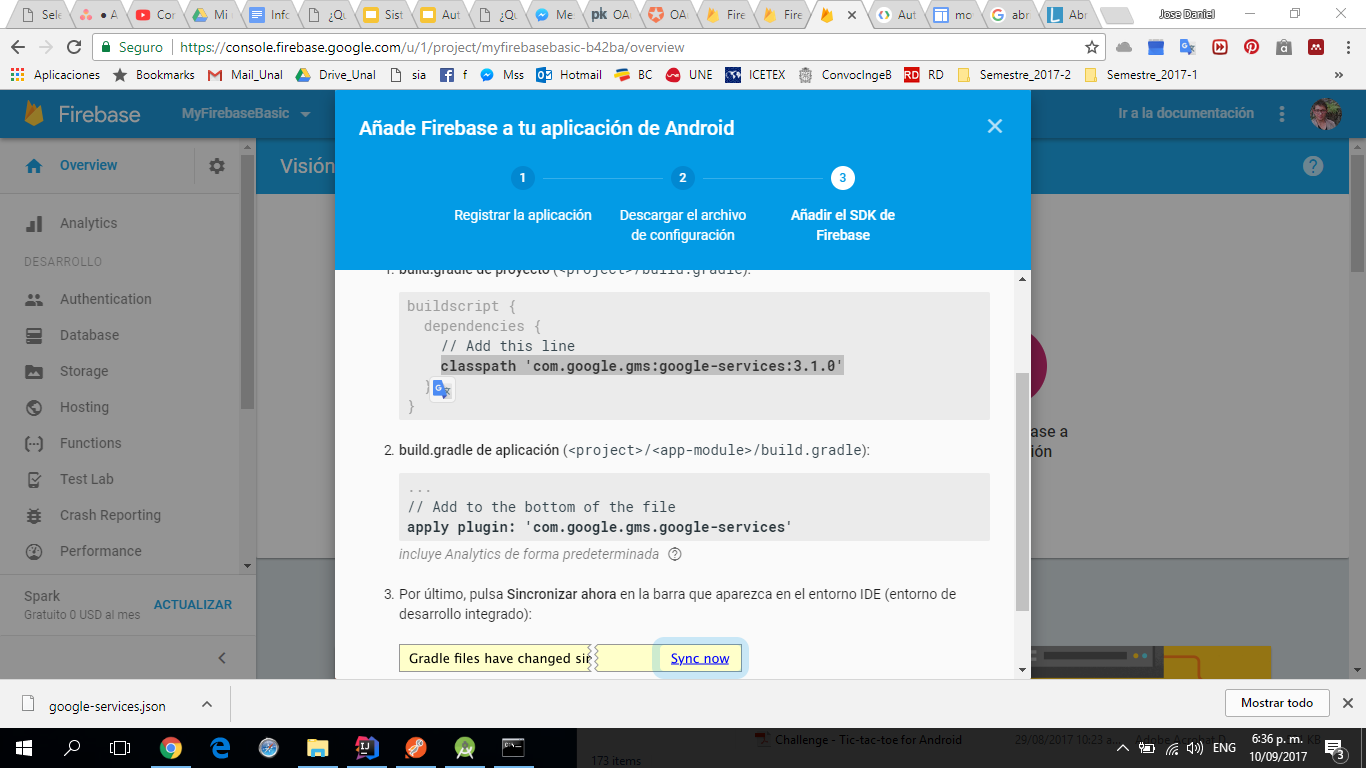 Sele
● A
Cor
Mi
Info
¿Qu
Sist
Aut
¿Qu
Me
pk OA
OA
Fire
Fire
Aut
mo
abr
Abr
Jose Daniel
Seguro
https://console.firebase.google.com/u/1/project/myfirebasebasic-b42ba/overview
Aplicaciones
Bookmarks
Mail_Unal
Drive_Unal
sia
f
Mss
Hotmail
BC
UNE
ICETEX
ConvocIngeB
RD RD
Semestre_2017-2
Semestre_2017-1
»
Firebase
MyFirebaseBasic
Ir a la documentación
Overview
Visión
Analytics
DESARROLLO
Authentication
Database
Storage
Hosting
Functions
Test Lab
Crash Reporting
Performance
Spark
Gratuito 0 USD al mes
ACTUALIZAR
Añade Firebase a tu aplicación de Android
1
2
3
Registrar la aplicación
Descargar el archivo
de configuración
Añadir el SDK de
Firebase
1. build.gradle de proyecto (<project>/build.gradle):
buildscript {
dependencies {
// Add this line
classpath 'com.google.gms:google-services:3.1.0'
}
}
2. build.gradle de aplicación (<project>/<app-module>/build.gradle):
...
// Add to the bottom of the file
apply plugin: 'com.google.gms.google-services'
incluye Analytics de forma predeterminada
3. Por último, pulsa Sincronizar ahora en la barra que aparezca en el entorno IDE (entorno de
desarrollo integrado):
Gradle files have changed sin
Sync now
ase a
ión
google-services.json
Mostrar todo
Challenge - Tic-tac-toe for Android
29/08/2017 10:23 a...
Adobe Acrobat D...
KB
173 items
ENG
6:36 p. m.
10/09/2017
3